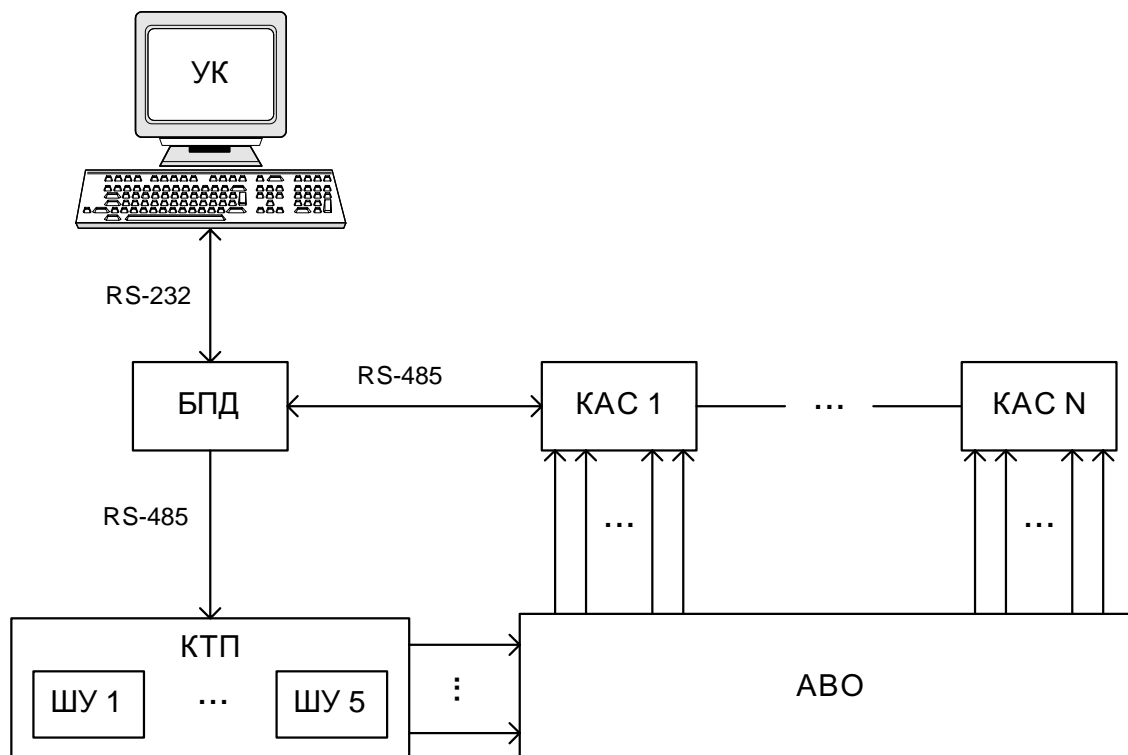 УК
RS-232
RS-485
БПД
КАС 1
...
КАС N
RS-485
...
...
КТП
АВО
ШУ 1
...
ШУ 5
...